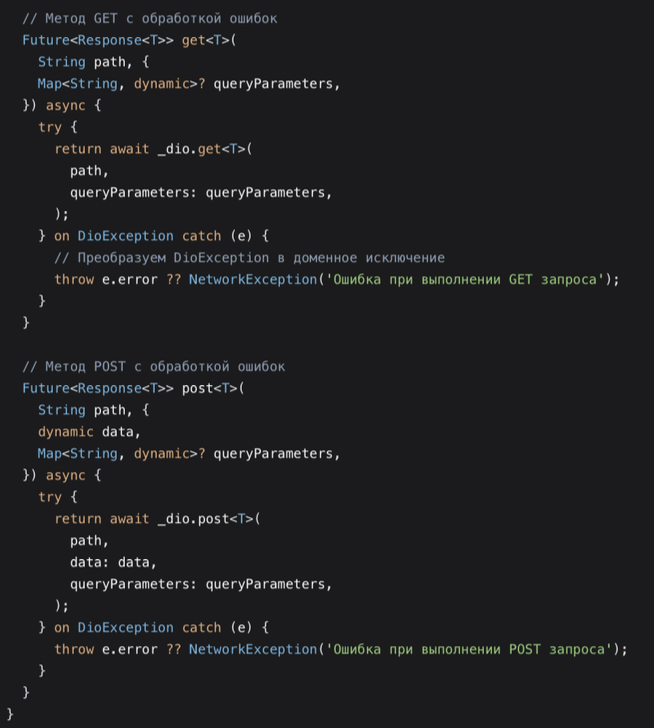 // Метод GET с обработкой ошибок
Future<Response<T>> get<T>(
String path, {
Map<String, dynamic>? queryParameters,
}) async {
try {
return await _dio.get<T>(
path,
queryParameters: queryParameters,
);
} on DioException catch (e) {
// Преобразуем DioException в доменное исключение
throw e.error ?? NetworkException('Ошибка при выполнении GET запроса');
}
}
// Метод POST с обработкой ошибок
Future<Response<T>> post<T>(
String path, {
dynamic data,
Map<String, dynamic>? queryParameters,
}) async {
try {
return await _dio.post<T>(
path,
data: data,
queryParameters: queryParameters,
);
} on DioException catch (e) {
throw e.error ?? NetworkException('Ошибка при выполнении POST запроса');
}
}
}